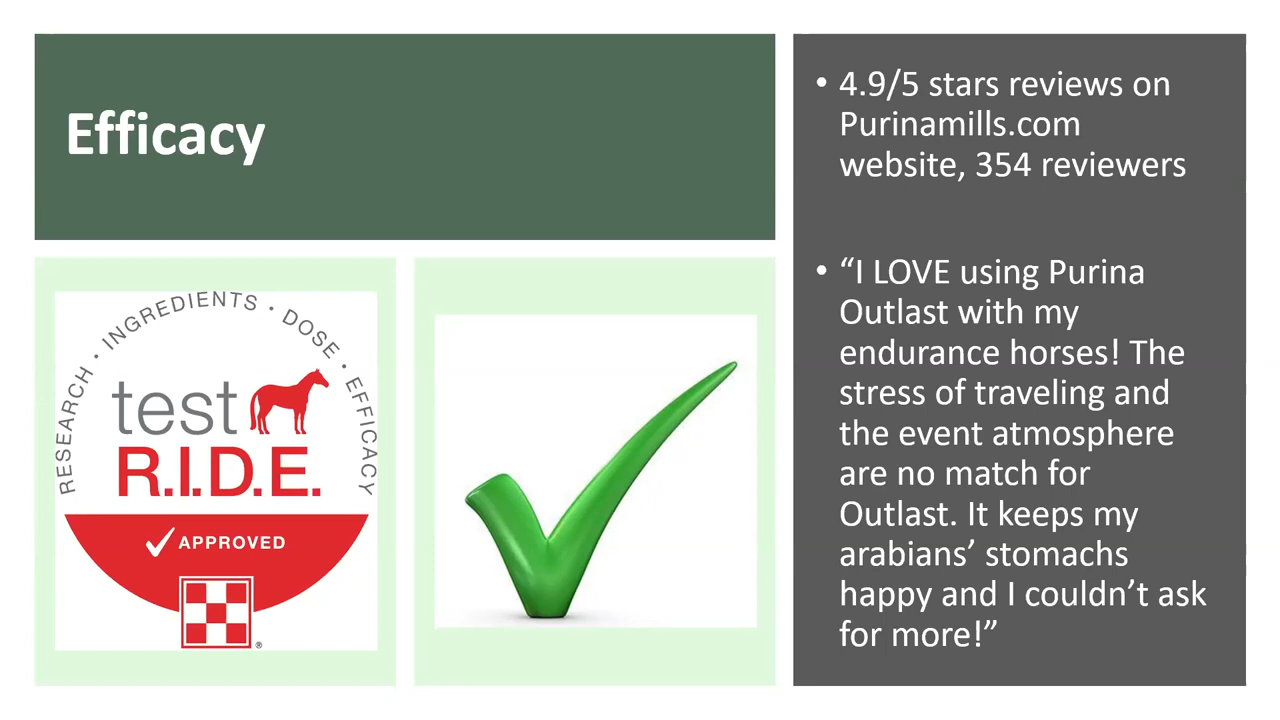 Efficacy
RESEARCH • INGREDIENTS • DOSE • EFFICACY
test
R.I.D.E.
APPROVED
®
• 4.9/5 stars reviews on
Purinamills.com
website, 354 reviewers
• “I LOVE using Purina
Outlast with my
endurance horses! The
stress of traveling and
the event atmosphere
are no match for
Outlast. It keeps my
arabians’ stomachs
happy and I couldn’t ask
for more!”